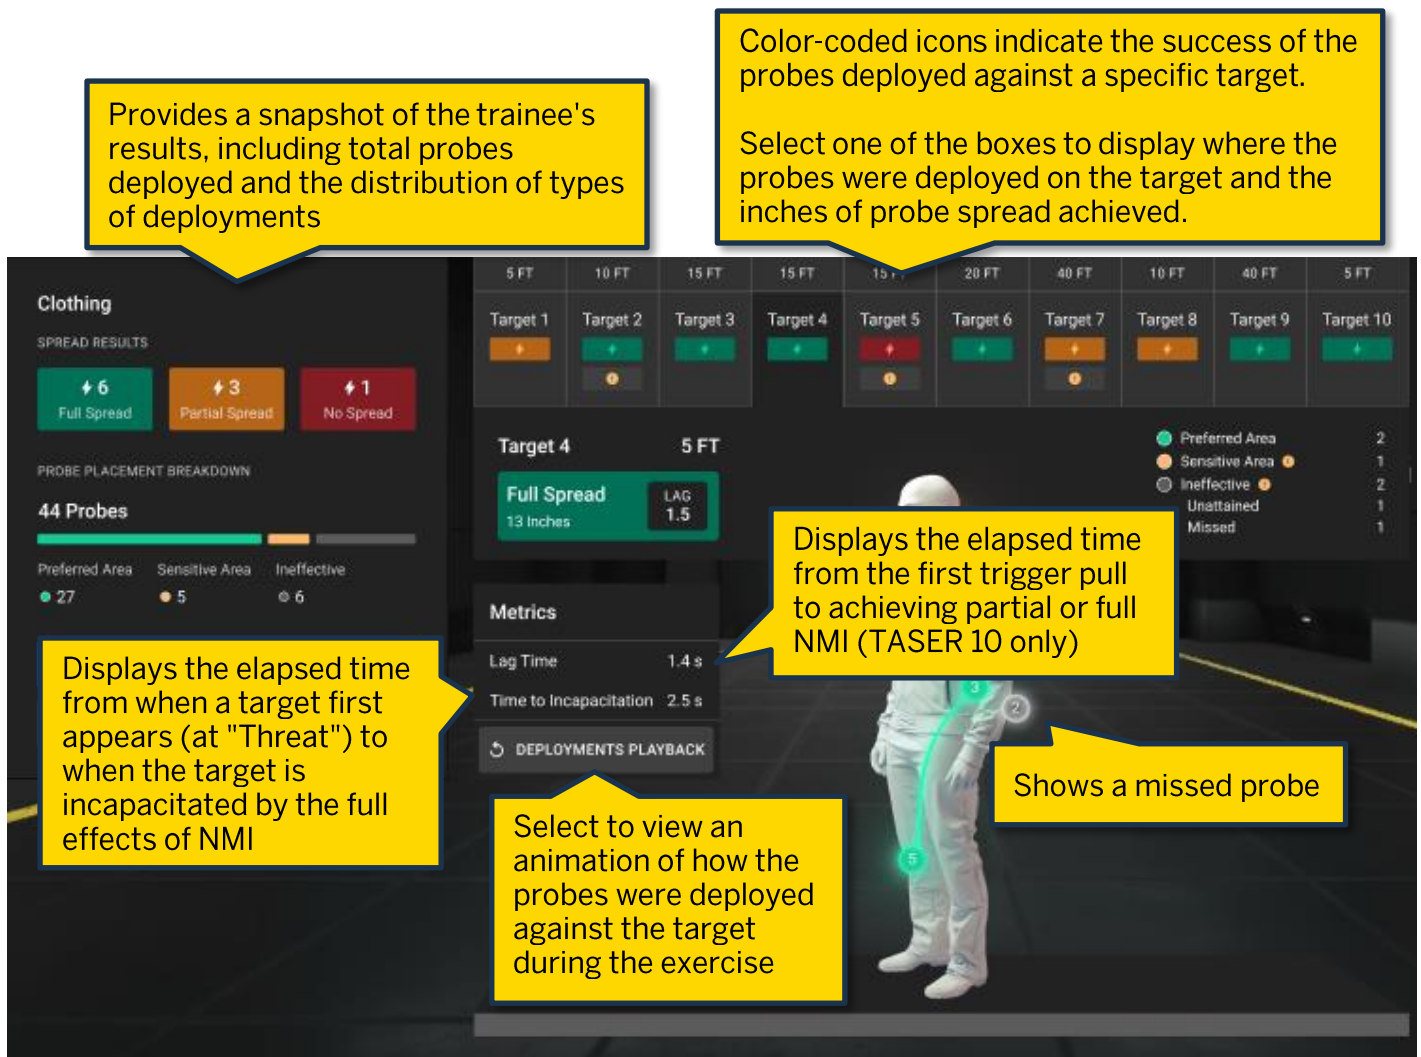 Color-coded icons indicate the success of the
probes deployed against a specific target.
Select one of the boxes to display where the
probes were deployed on the target and the
inches of probe spread achieved.
Provides a snapshot of the trainee's
results, including total probes
deployed and the distribution of types
of deployments
5 FT 10 FT 15 FT 15 FT 15 20 FT 40 FT 10 FT 40 FT 5 FT
Target 1 Target 2 Target 3 Target 4 Target 5 Target 6 Target 7 Target 8 Target 9 Target 10
Clothing
SPREAD RESULTS
6
Full Spread
3
Partial Spread
1
No Spread
PROBE PLACEMENT BREAKDOWN
44 Probes
Preferred Area Sensitive Area Ineffective
27 5 6
Target 4 5 FT
Full Spread
13 Inches
LAG
1.5
Preferred Area 2
Sensitive Area 1
Ineffective 2
Unattained 1
Missed 1
Displays the elapsed time
from the first trigger pull
to achieving partial or full
NMI (TASER 10 only)
Metrics
Lag Time 1.4 s
Time to Incapacitation 2.5 s
DEPLOYMENTS PLAYBACK
Displays the elapsed time
from when a target first
appears (at "Threat") to
when the target is
incapacitated by the full
effects of NMI
3
2
5
Shows a missed probe
Select to view an
animation of how the
probes were deployed
against the target
during the exercise